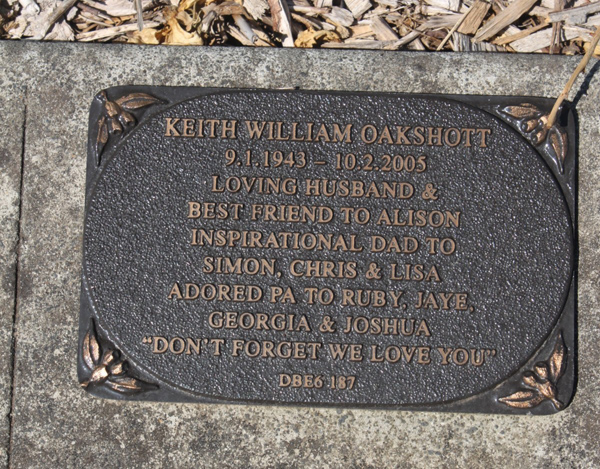 KEITH WILLIAM OAKSHOTT
9.1.1943 - 10.2.2005
LOVING HUSBAND &
BEST FRIEND TO ALISON
INSPIRATIONAL DAD TO
SIMON, CHRIS & LISA
ADORED PA TO RUBY, JAYE,
GEORGIA & JOSHUA
"DON'T FORGET WE LOVE YOU"
DBE6 187